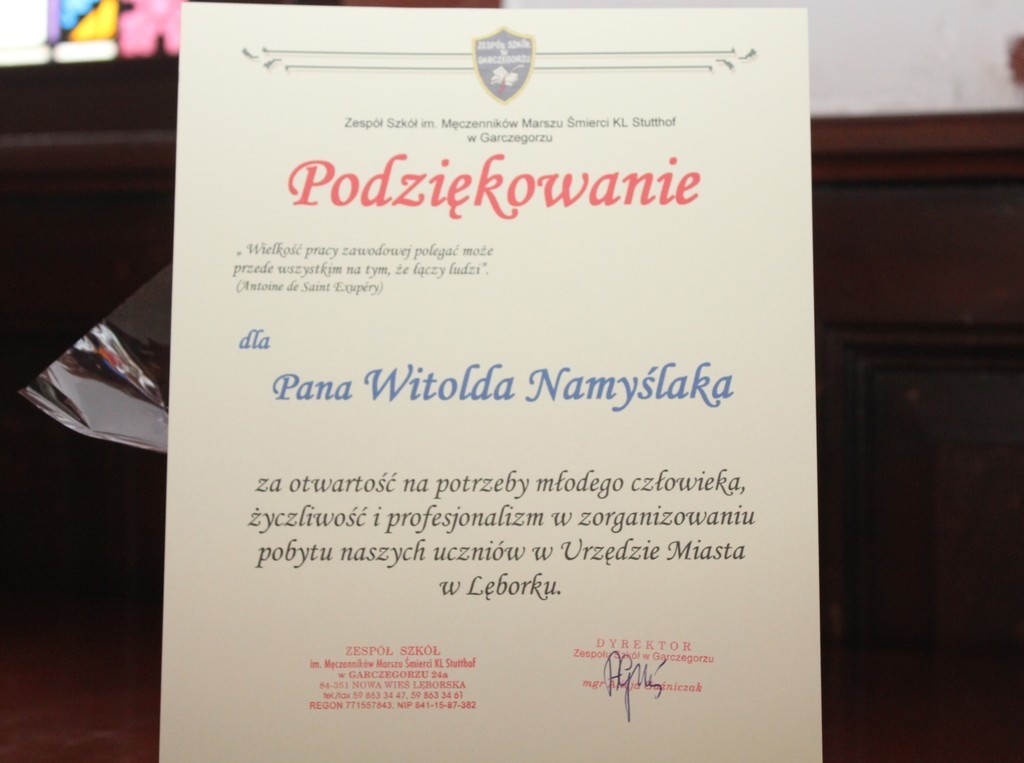 ZESPÓŁ SZKÓŁ
W
GARCZEGORZU
Zespół Szkół im. Męczenników Marszu Śmierci KL Stutthof
w Garczegorzu
Podziękowanie
„ Wielkość pracy zawodowej polegać może
przede wszystkim na tym, że łączy ludzi”.
(Antoine de Saint Exupéry)
dla
Pana Witolda Namyślaka
za otwartość na potrzeby młodego człowieka,
życzliwość i profesjonalizm w zorganizowaniu
pobytu naszych uczniów w Urzędzie Miasta
w Lęborku.
ZESPÓŁ SZKÓŁ
im. Męczenników Marszu Śmierci KL Stutthof
w GARCZEGORZU 24a
84-351 NOWA WIEŚ LĘBORSKA
tel./fax 59 863 34 47, 59 863 34 61
REGON 771557843, NIP 841-15-87-382
DYREKTOR
Zespołu Szkół w Garczegorzu
mgr